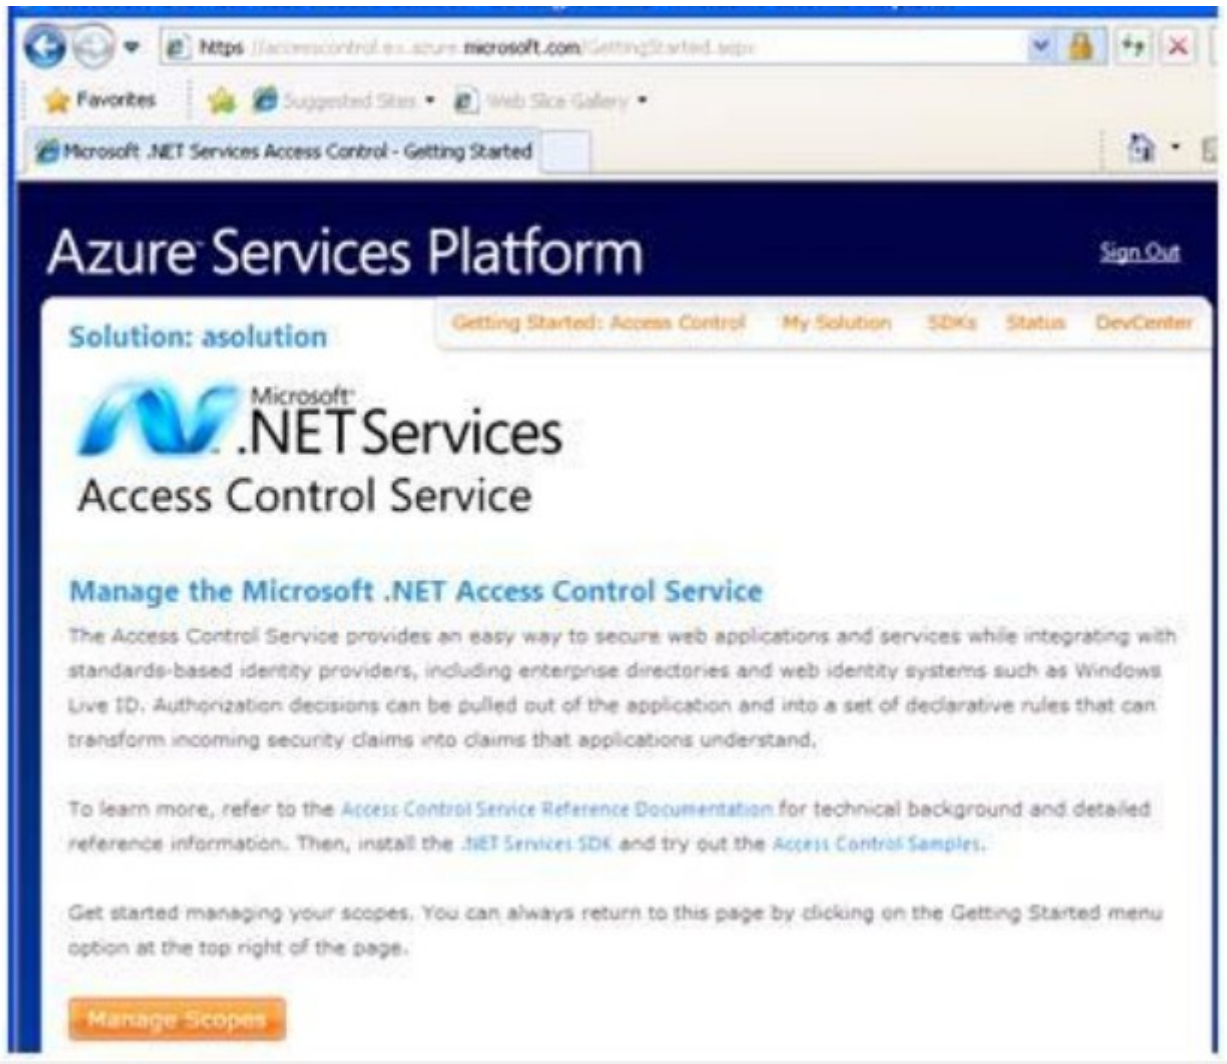 https://accesscontrol.ex.azure.microsoft.com/GettingStarted.aspx
Favorites Suggested Sites Web Slice Gallery
Microsoft .NET Services Access Control - Getting Started
Azure Services Platform
Sign Out
Solution: asolution
Getting Started: Access Control My Solution SDKs Status DevCenter
Microsoft
.NET Services
Access Control Service
Manage the Microsoft .NET Access Control Service
The Access Control Service provides an easy way to secure web applications and services while integrating with
standards-based identity providers, including enterprise directories and web identity systems such as Windows
Live ID. Authorization decisions can be pulled out of the application and into a set of declarative rules that can
transform incoming security claims into claims that applications understand.
To learn more, refer to the Access Control Service Reference Documentation for technical background and detailed
reference information. Then, install the .NET Services SDK and try out the Access Control Samples.
Get started managing your scopes. You can always return to this page by clicking on the Getting Started menu
option at the top right of the page.
Manage Scopes